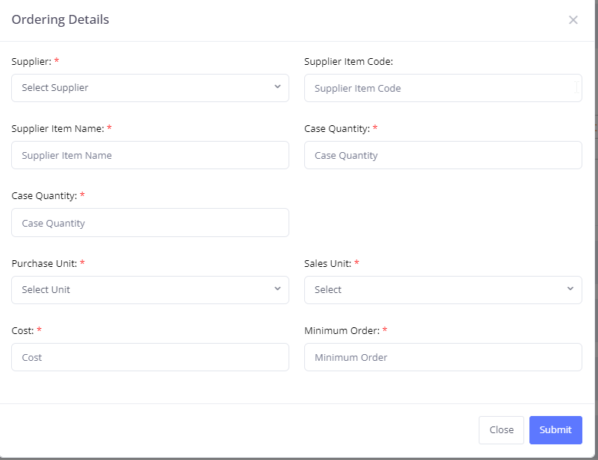 Ordering Details
Supplier: *
Supplier Item Code:
Select Supplier
Supplier Item Code
Supplier Item Name: *
Case Quantity: *
Supplier Item Name
Case Quantity
Case Quantity: *
Case Quantity
Purchase Unit: *
Sales Unit: *
Select Unit
Select
Cost: *
Minimum Order: *
Cost
Minimum Order
Close
Submit